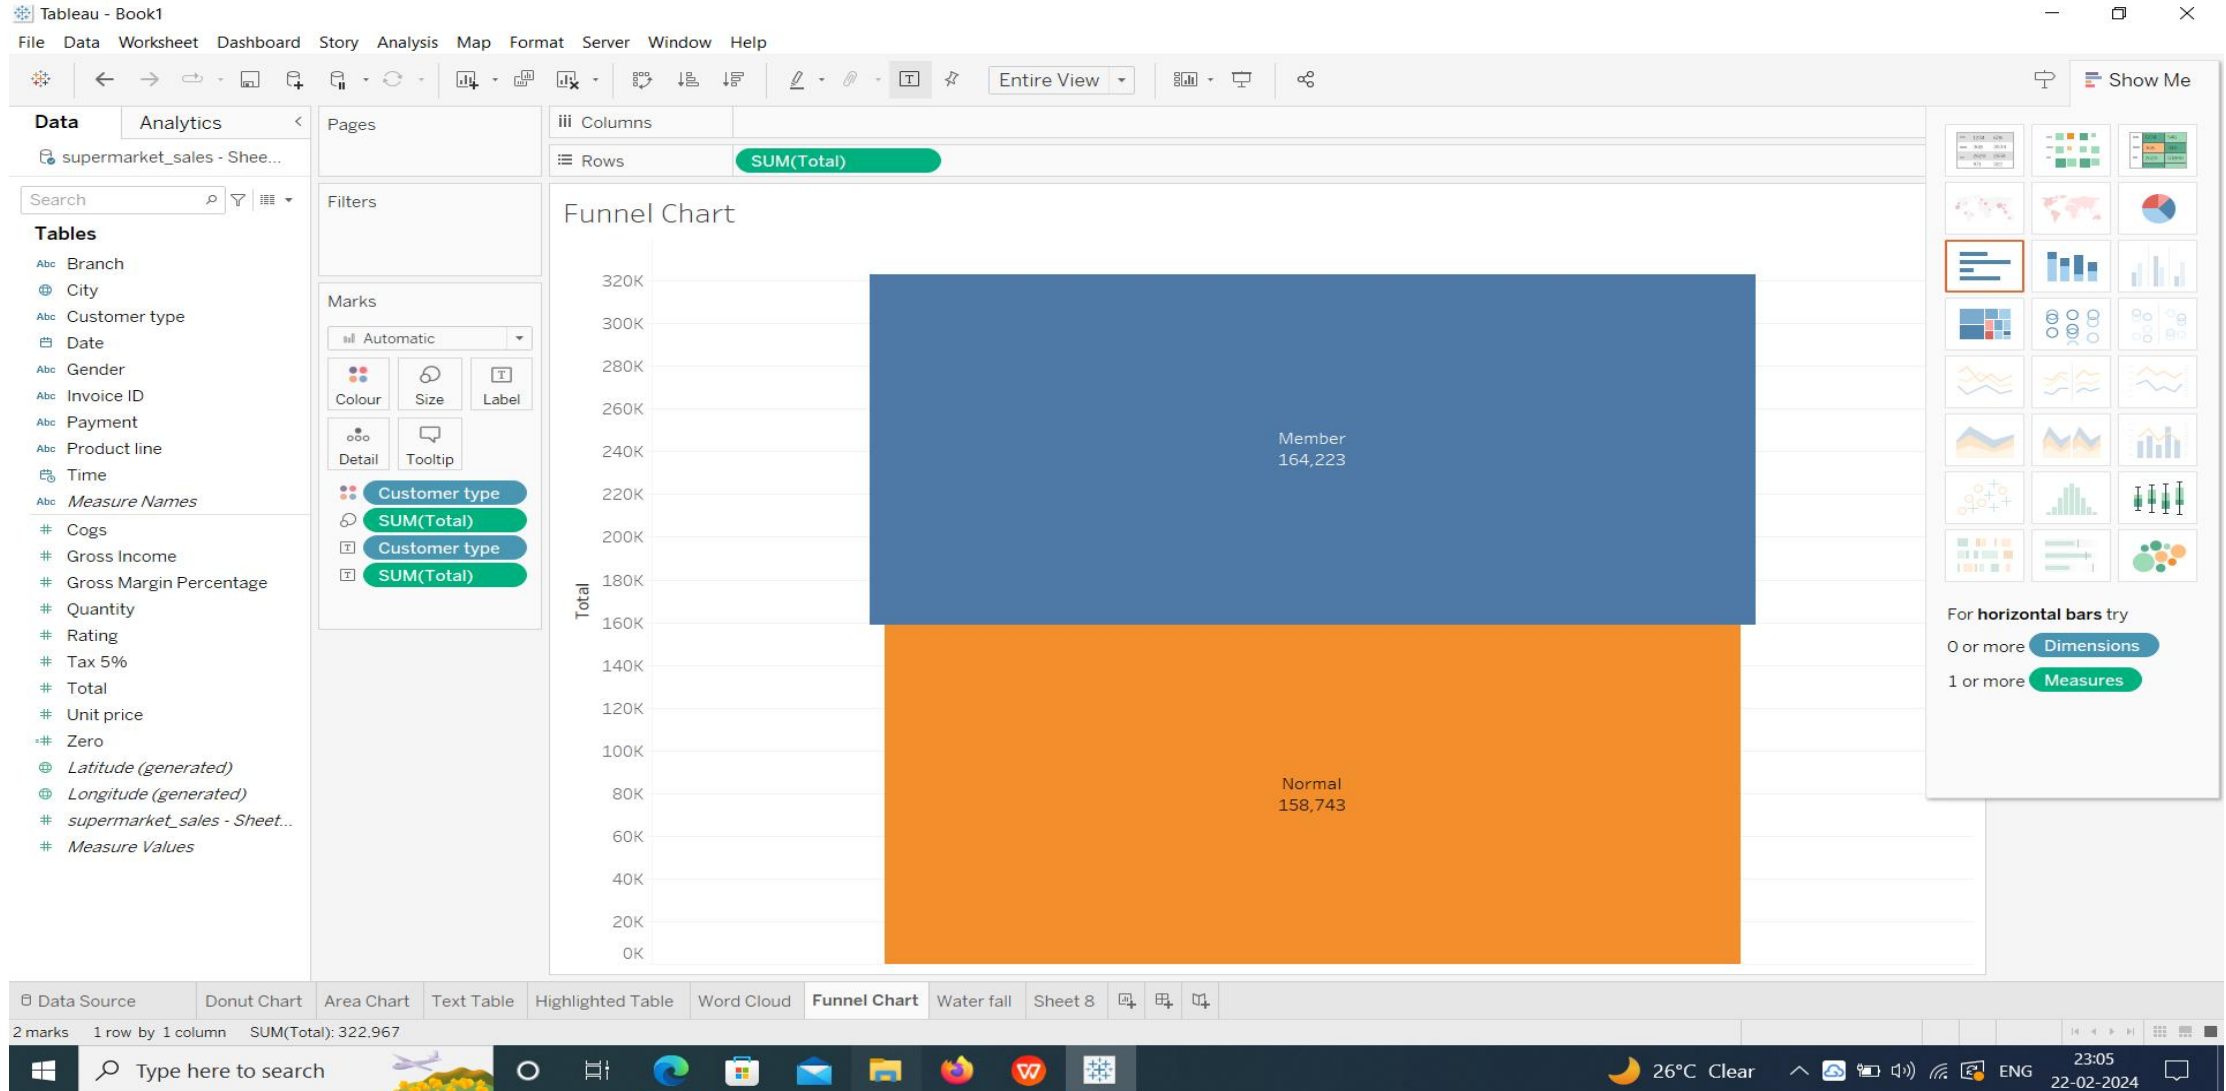 Tableau - Book1
File Data Worksheet Dashboard Story Analysis Map Format Server Window Help
Entire View
Show Me
Data Analytics
supermarket_sales - Shee...
Search
Tables
Abc Branch
City
Abc Customer type
Date
Abc Gender
Abc Invoice ID
Abc Payment
Abc Product line
Time
Abc Measure Names
# Cogs
# Gross Income
# Gross Margin Percentage
# Quantity
# Rating
# Tax 5%
# Total
# Unit price
=# Zero
Latitude (generated)
Longitude (generated)
# supermarket_sales - Sheet...
# Measure Values
Pages
Filters
Marks
Automatic
Colour Size Label
Detail Tooltip
Customer type
SUM(Total)
Customer type
SUM(Total)
Columns
Rows SUM(Total)
Funnel Chart
Total
320K
300K
280K
260K
240K
220K
200K
180K
160K
140K
120K
100K
80K
60K
40K
20K
0K
Member
164,223
Normal
158,743
For horizontal bars try
0 or more Dimensions
1 or more Measures
Data Source Donut Chart Area Chart Text Table Highlighted Table Word Cloud Funnel Chart Water fall Sheet 8
2 marks 1 row by 1 column SUM(Total): 322,967
Type here to search
26°C Clear
ENG
23:05
22-02-2024